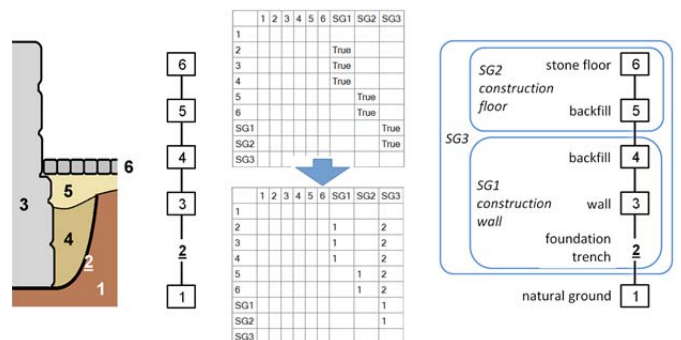 3
6
5
4
2
1
6
5
4
3
2
1
1 2 3 4 5 6 SG1 SG2 SG3
1
2 True
3 True
4 True
5 True
6 True
SG1 True
SG2 True
SG3
1 2 3 4 5 6 SG1 SG2 SG3
1
2 1 2
3 1 2
4 1 2
5 1 2
6 1 2
SG1 1
SG2 1
SG3
SG3
SG2
construction
floor
stone floor 6
backfill 5
SG1
construction
wall
backfill 4
wall 3
foundation
trench 2
natural ground 1